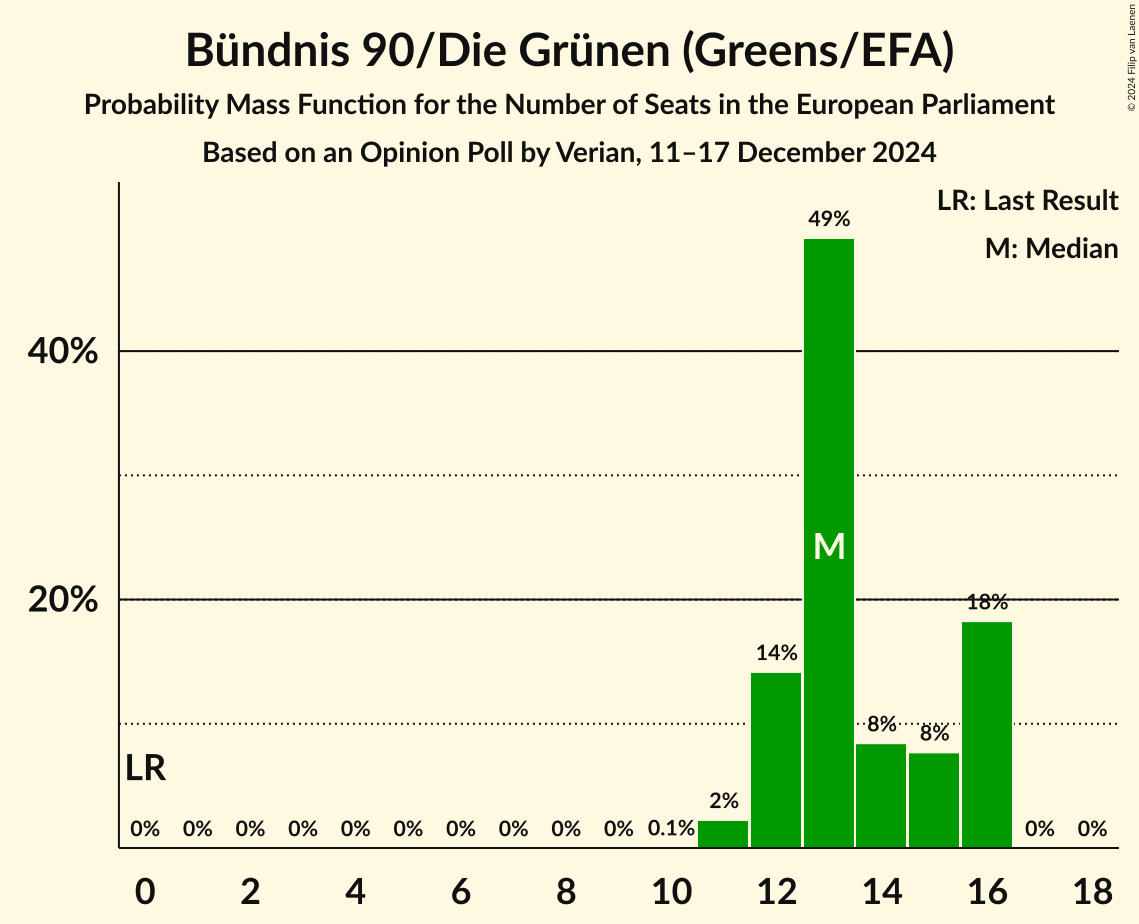 Bündnis 90/Die Grünen (Greens/EFA)
Probability Mass Function for the Number of Seats in the European Parliament
Based on an Opinion Poll by Verian, 11–17 December 2024
© 2024 Filip van Laenen
LR: Last Result
M: Median
49%
40%
M
20%
18%
14%
8%
8%
LR
2%
0% 0% 0% 0% 0% 0% 0% 0% 0% 0% 0.1% 0% 0%
0 2 4 6 8 10 12 14 16 18